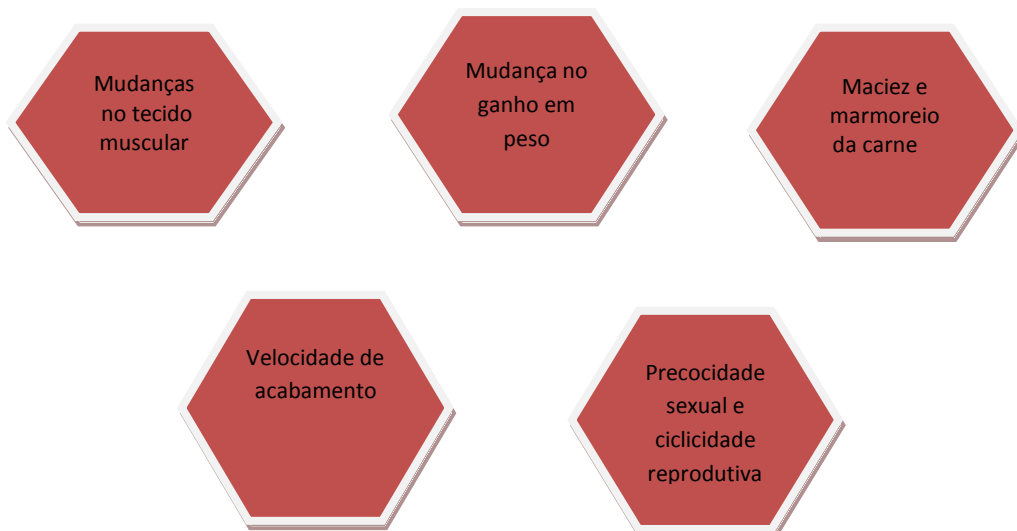 Mudanças
no tecido
muscular
Mudança no
ganho em
peso
Maciez e
marmoreio
da carne
Velocidade de
acabamento
Precocidade
sexual e
ciclicidade
reprodutiva